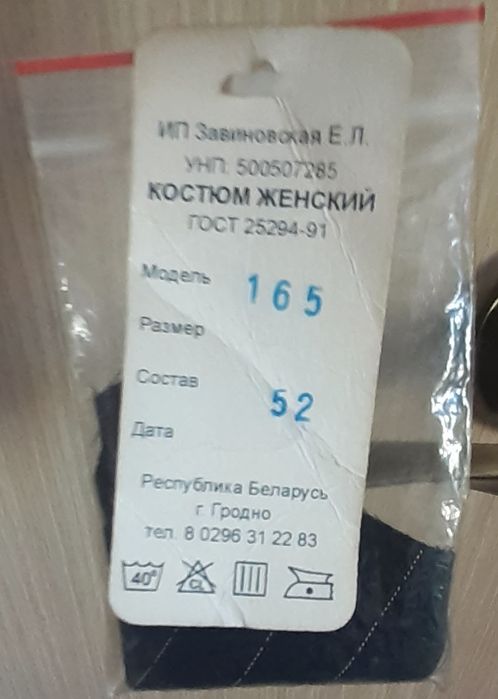 ИП Завиновская Е.Л.
УНП: 500507285
КОСТЮМ ЖЕНСКИЙ
ГОСТ 25294-91
Модель 165
Размер
Состав 52
Дата
Республика Беларусь
г. Гродно
тел. 8 0296 31 22 83
40° CL